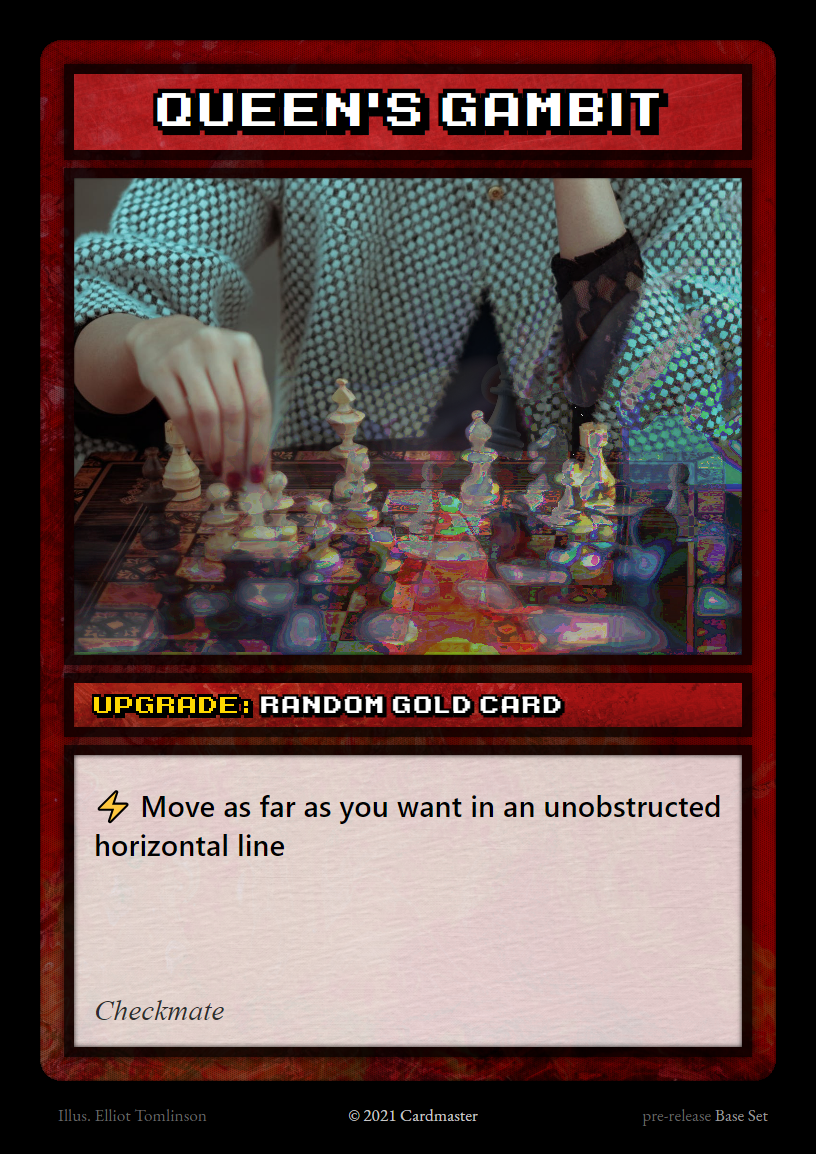 QUEEN'S GAMBIT
UPGRADE: RANDOM GOLD CARD
⚡ Move as far as you want in an unobstructed
horizontal line
Checkmate
Illus. Elliot Tomlinson © 2021 Cardmaster pre-release Base Set